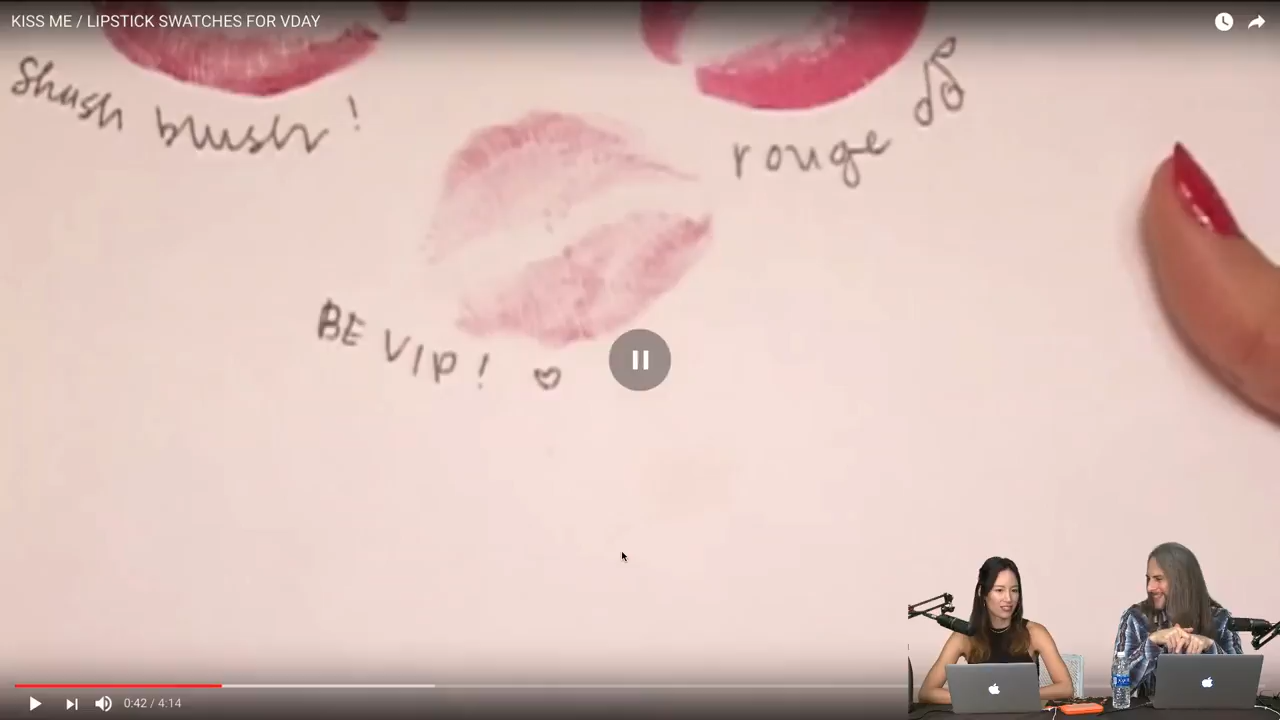 KISS ME / LIPSTICK SWATCHES FOR VDAY
Shush blush!
rouge
BE VIP!
0:42 / 4:14